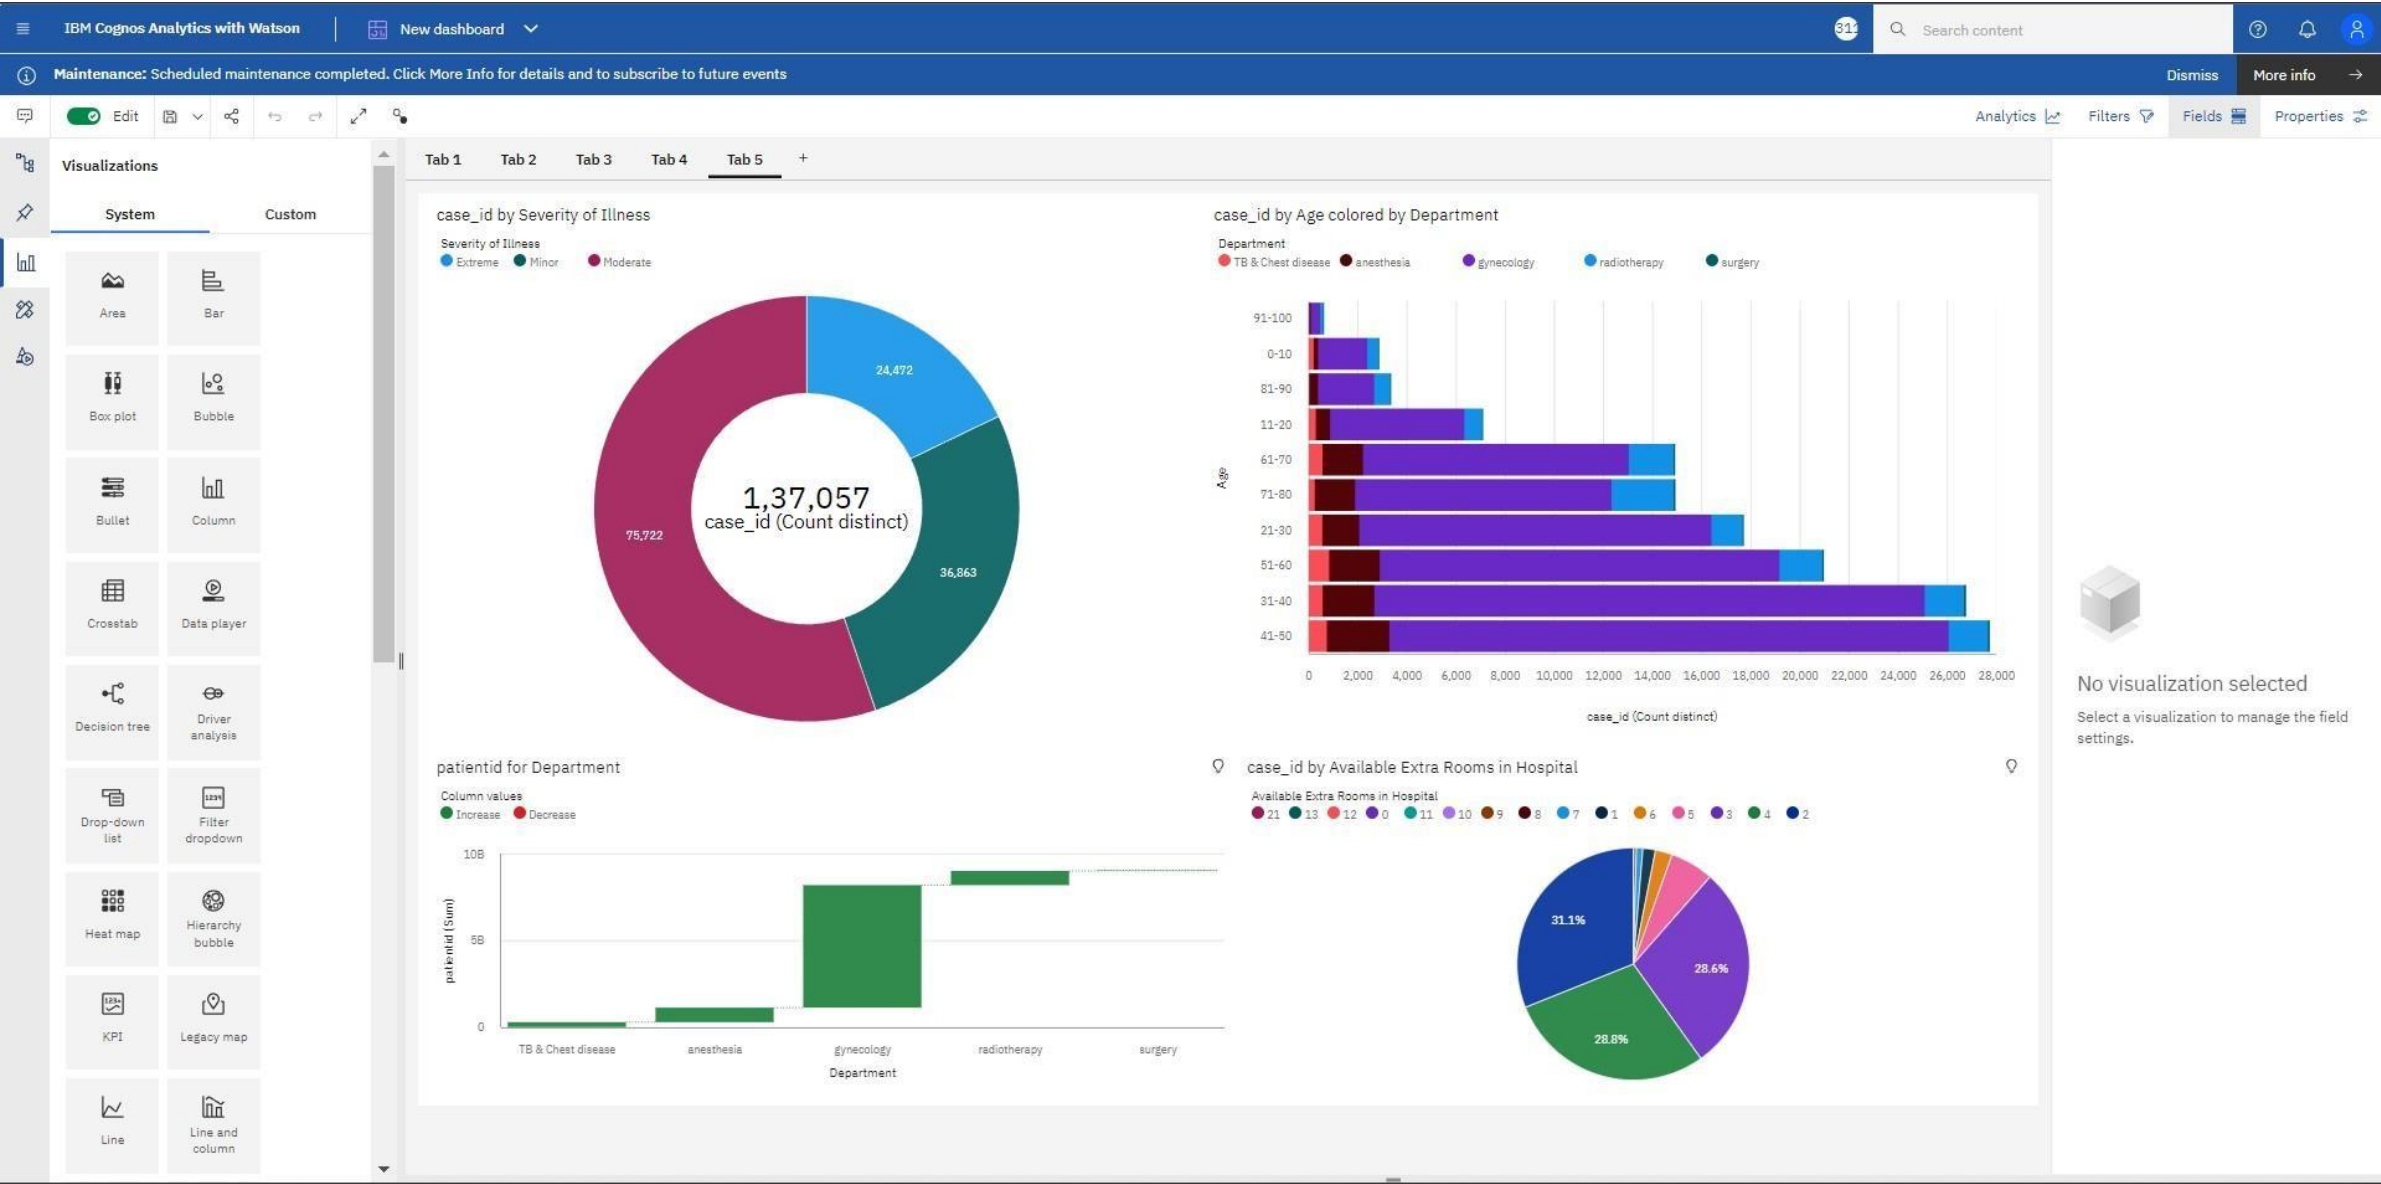 IBM Cognos Analytics with Watson
New dashboard
311
Search content
Maintenance: Scheduled maintenance completed. Click More Info for details and to subscribe to future events
Dismiss
More info
Edit
Analytics
Filters
Fields
Properties
Visualizations
System
Custom
Area
Bar
Box plot
Bubble
Bullet
Column
Crosstab
Data player
Decision tree
Driver
analysis
Drop-down
list
Filter
dropdown
Heat map
Hierarchy
bubble
KPI
Legacy map
Line
Line and
column
Tab 1
Tab 2
Tab 3
Tab 4
Tab 5
+
case_id by Severity of Illness
Severity of Illness
Extreme
Minor
Moderate
24,472
1,37,057
case_id (Count distinct)
75,722
36,863
case_id by Age colored by Department
Department
TB & Chest disease
anesthesia
gynecology
radiotherapy
surgery
Age
91-100
0-10
81-90
11-20
61-70
71-80
21-30
51-60
31-40
41-50
0 2,000 4,000 6,000 8,000 10,000 12,000 14,000 16,000 18,000 20,000 22,000 24,000 26,000 28,000
case_id (Count distinct)
patientid for Department
Column values
Increase
Decrease
patientid (Sum)
10B
5B
0
TB & Chest disease
anesthesia
gynecology
radiotherapy
surgery
Department
case_id by Available Extra Rooms in Hospital
Available Extra Rooms in Hospital
21 13 12 0 11 10 9 8 7 1 6 5 3 4 2
31.1%
28.6%
28.8%
No visualization selected
Select a visualization to manage the field
settings.